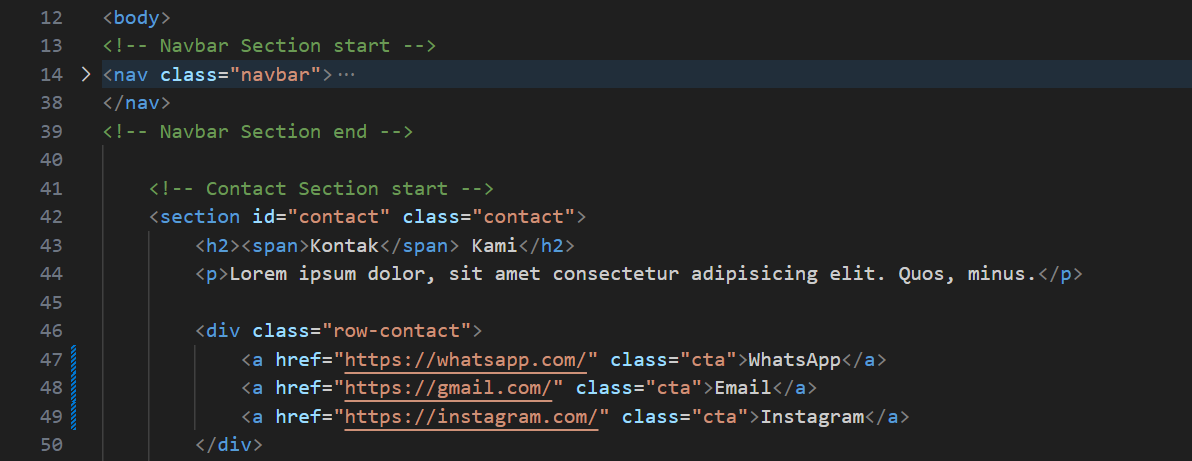 12 <body>
13 <!-- Navbar Section start -->
14 > <nav class="navbar">···
38 </nav>
39 <!-- Navbar Section end -->
40
41 <!-- Contact Section start -->
42 <section id="contact" class="contact">
43 <h2><span>Kontak</span> Kami</h2>
44 <p>Lorem ipsum dolor, sit amet consectetur adipisicing elit. Quos, minus.</p>
45
46 <div class="row-contact">
47 <a href="https://whatsapp.com/" class="cta">WhatsApp</a>
48 <a href="https://gmail.com/" class="cta">Email</a>
49 <a href="https://instagram.com/" class="cta">Instagram</a>
50 </div>